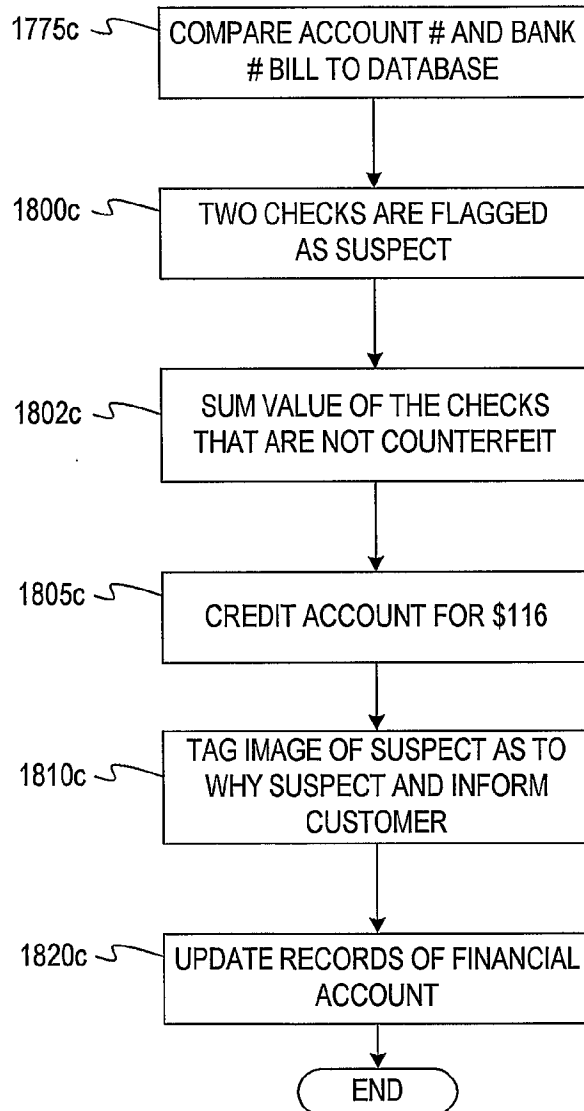 1775c
COMPARE ACCOUNT # AND BANK
# BILL TO DATABASE
1800c
TWO CHECKS ARE FLAGGED
AS SUSPECT
1802c
SUM VALUE OF THE CHECKS
THAT ARE NOT COUNTERFEIT
1805c
CREDIT ACCOUNT FOR $116
1810c
TAG IMAGE OF SUSPECT AS TO
WHY SUSPECT AND INFORM
CUSTOMER
1820c
UPDATE RECORDS OF FINANCIAL
ACCOUNT
END